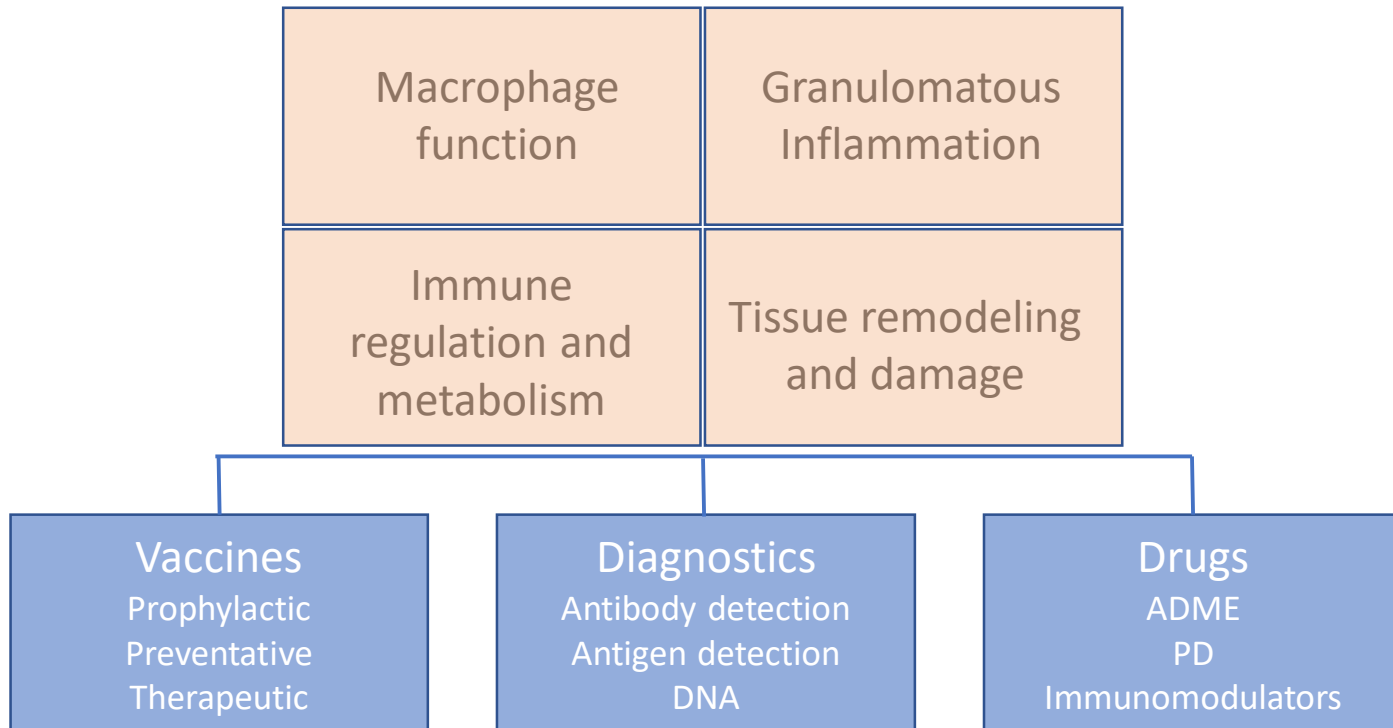 Macrophage
function
Granulomatous
Inflammation
Immune
regulation and
metabolism
Tissue remodeling
and damage
Vaccines
Prophylactic
Preventative
Therapeutic
Diagnostics
Antibody detection
Antigen detection
DNA
Drugs
ADME
PD
Immunomodulators